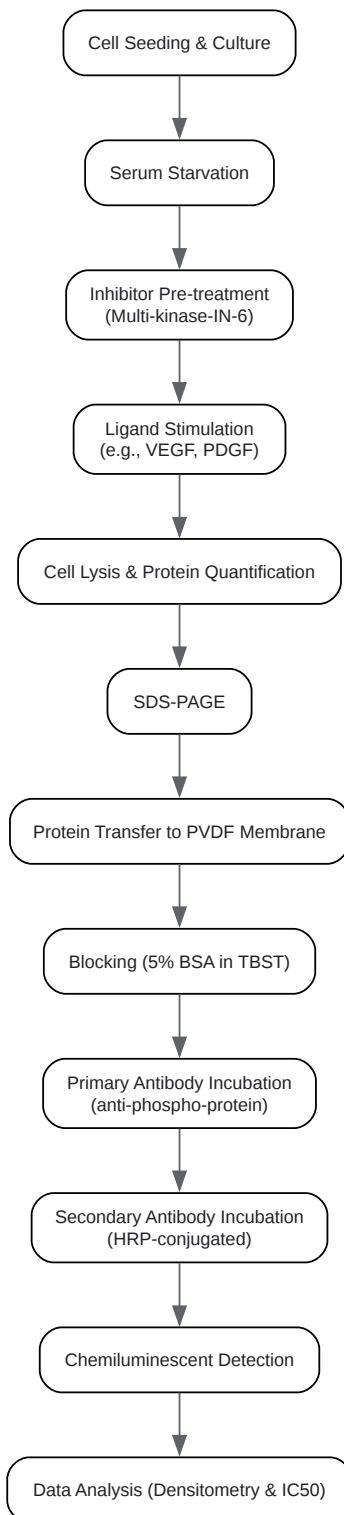 Cell Seeding & Culture
Serum Starvation
Inhibitor Pre-treatment
(Multi-kinase-IN-6)
Ligand Stimulation
(e.g., VEGF, PDGF)
Cell Lysis & Protein Quantification
SDS-PAGE
Protein Transfer to PVDF Membrane
Blocking (5% BSA in TBST)
Primary Antibody Incubation
(anti-phospho-protein)
Secondary Antibody Incubation
(HRP-conjugated)
Chemiluminescent Detection
Data Analysis (Densitometry & IC50)